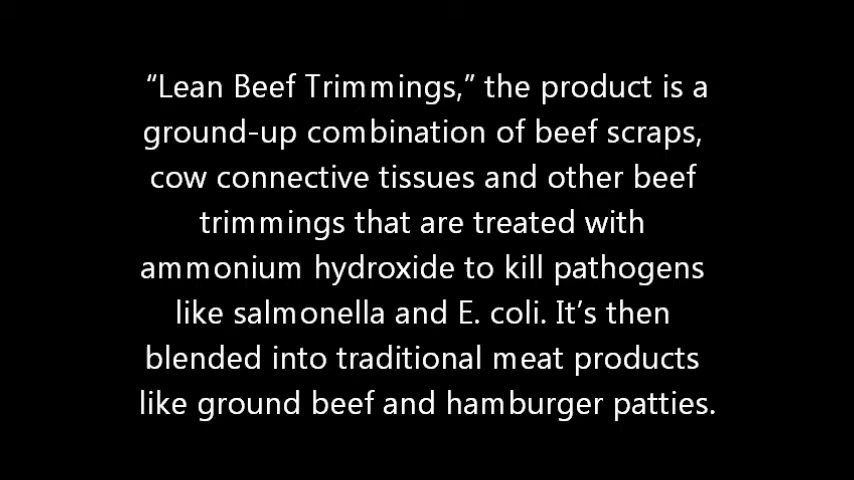 “Lean Beef Trimmings,” the product is a
ground-up combination of beef scraps,
cow connective tissues and other beef
trimmings that are treated with
ammonium hydroxide to kill pathogens
like salmonella and E. coli. It’s then
blended into traditional meat products
like ground beef and hamburger patties.